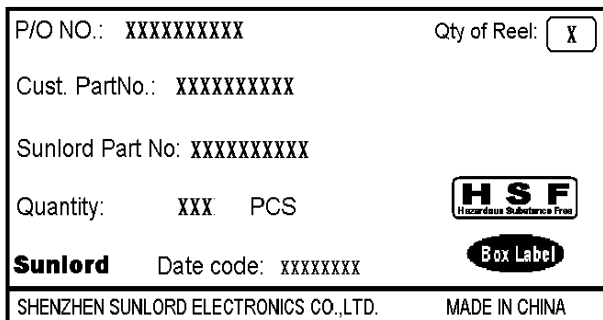 P/O NO.: XXXXXXXXXX Qty of Reel: X
Cust. PartNo.: XXXXXXXXXX
Sunlord Part No: XXXXXXXXXX
Quantity: XXX PCS
HSF
Hazardous Substance Free
Sunlord Date code: XXXXXXXX
Box Label
SHENZHEN SUNLORD ELECTRONICS CO.,LTD. MADE IN CHINA